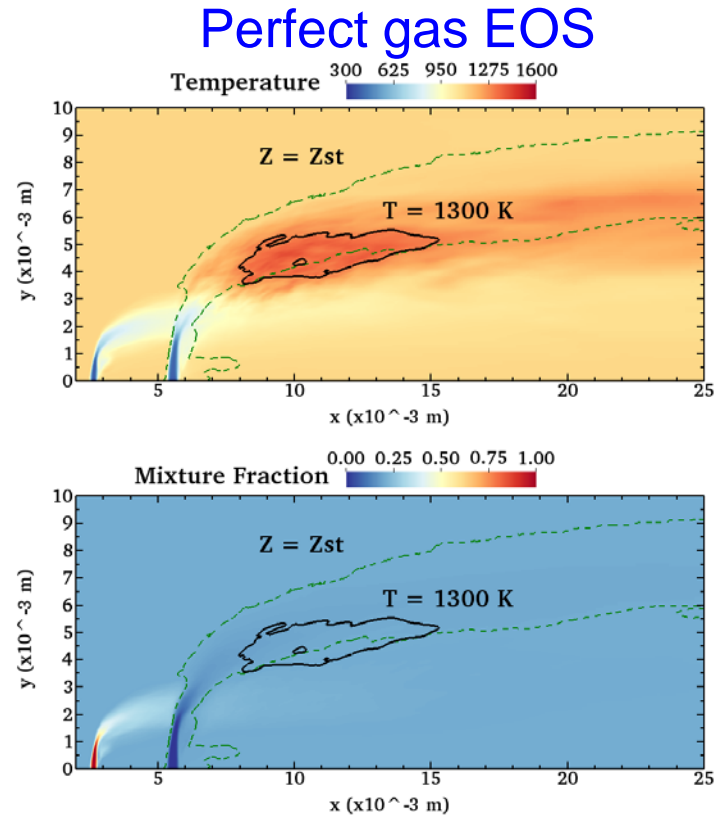 Perfect gas EOS
Temperature 300 625 950 1275 1600
10
9
8
7
6
5
4
3
2
1
0
y (x10^-3 m)
Z = Zst
T = 1300 K
5 10 15 20 25
x (x10^-3 m)
Mixture Fraction 0.00 0.25 0.50 0.75 1.00
10
9
8
7
6
5
4
3
2
1
0
y (x10^-3 m)
Z = Zst
T = 1300 K
5 10 15 20 25
x (x10^-3 m)